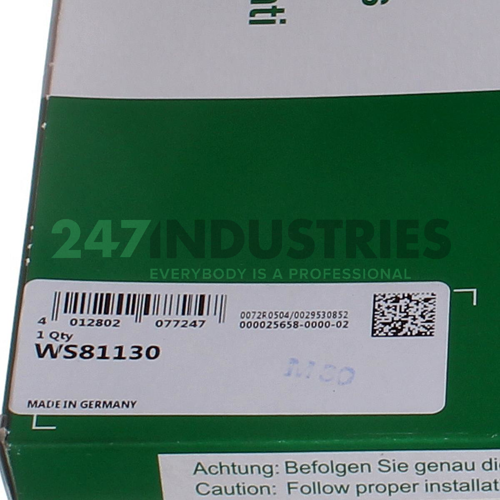 247INDUSTRIES
EVERYBODY IS A PROFESSIONAL
4 012802 077247
0072R0504/0029530852
000025658-0000-02
1 Qty
WS81130
MADE IN GERMANY
Achtung: Befolgen Sie genau di
Caution: Follow proper installat